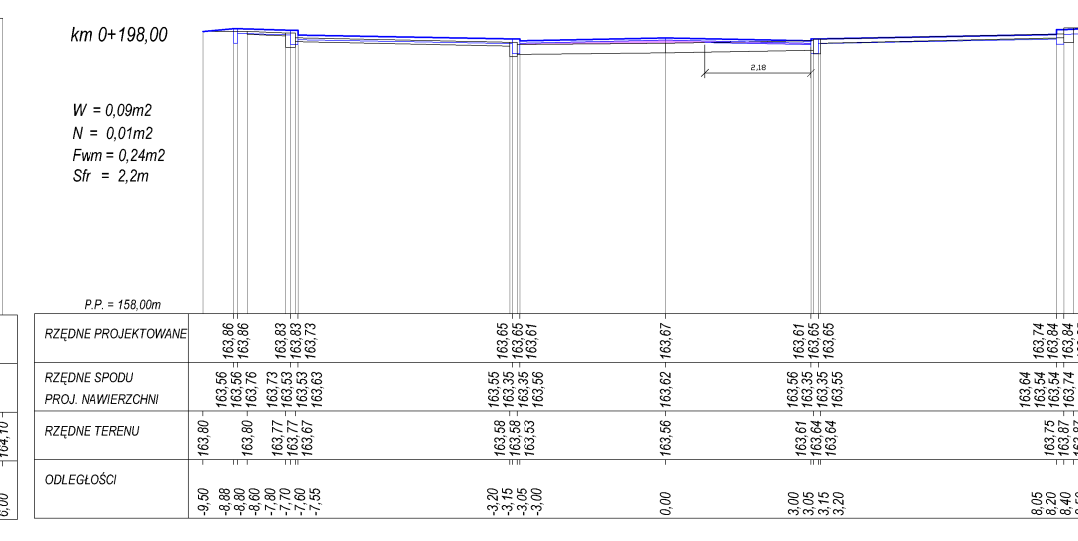 km 0+198,00
W = 0,09m2
N = 0,01m2
Fwm = 0,24m2
Sfr = 2,2m
2,18
P.P. = 158,00m
RZĘDNE PROJEKTOWANE 163,86 163,86 163,83 163,83 163,73 163,65 163,65 163,61 163,67 163,61 163,65 163,65 163,74 163,84 163,84
RZĘDNE SPODU
PROJ. NAWIERZCHNI 163,56 163,56 163,76 163,73 163,53 163,53 163,63 163,55 163,35 163,35 163,56 163,62 163,56 163,35 163,35 163,55 163,64 163,54 163,54 163,74
164,10 RZĘDNE TERENU 163,80 163,80 163,77 163,77 163,67 163,58 163,58 163,53 163,56 163,61 163,64 163,64 163,75 163,87
6,00 ODLEGŁOŚCI -9,50 -8,88 -8,80 -8,60 -7,80 -7,70 -7,60 -7,55 -3,20 -3,15 -3,05 -3,00 0,00 3,00 3,05 3,15 3,20 8,05 8,20 8,40